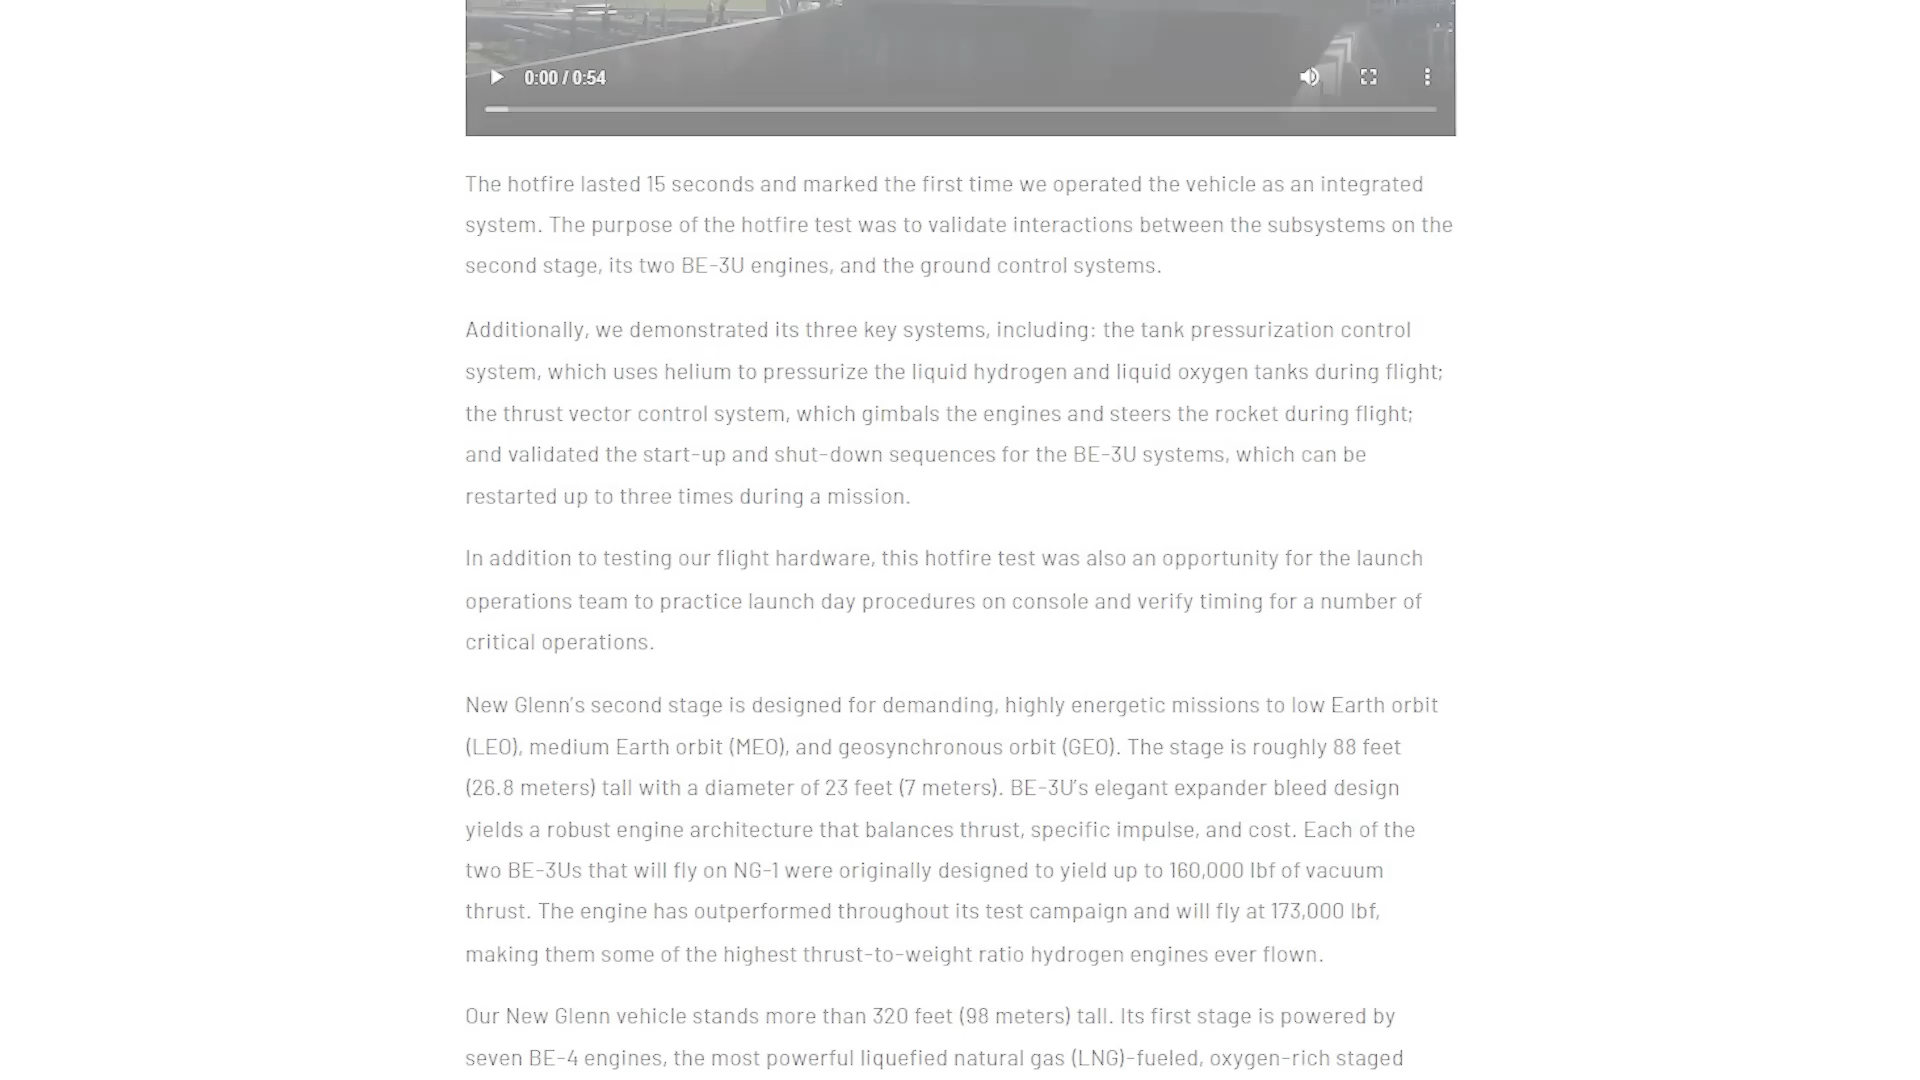 0:00 / 0:54
The hotfire lasted 15 seconds and marked the first time we operated the vehicle as an integrated
system. The purpose of the hotfire test was to validate interactions between the subsystems on the
second stage, its two BE-3U engines, and the ground control systems.
Additionally, we demonstrated its three key systems, including: the tank pressurization control
system, which uses helium to pressurize the liquid hydrogen and liquid oxygen tanks during flight;
the thrust vector control system, which gimbals the engines and steers the rocket during flight;
and validated the start-up and shut-down sequences for the BE-3U systems, which can be
restarted up to three times during a mission.
In addition to testing our flight hardware, this hotfire test was also an opportunity for the launch
operations team to practice launch day procedures on console and verify timing for a number of
critical operations.
New Glenn’s second stage is designed for demanding, highly energetic missions to low Earth orbit
(LEO), medium Earth orbit (MEO), and geosynchronous orbit (GEO). The stage is roughly 88 feet
(26.8 meters) tall with a diameter of 23 feet (7 meters). BE-3U’s elegant expander bleed design
yields a robust engine architecture that balances thrust, specific impulse, and cost. Each of the
two BE-3Us that will fly on NG-1 were originally designed to yield up to 160,000 lbf of vacuum
thrust. The engine has outperformed throughout its test campaign and will fly at 173,000 lbf,
making them some of the highest thrust-to-weight ratio hydrogen engines ever flown.
Our New Glenn vehicle stands more than 320 feet (98 meters) tall. Its first stage is powered by
seven BE-4 engines, the most powerful liquefied natural gas (LNG)-fueled, oxygen-rich staged